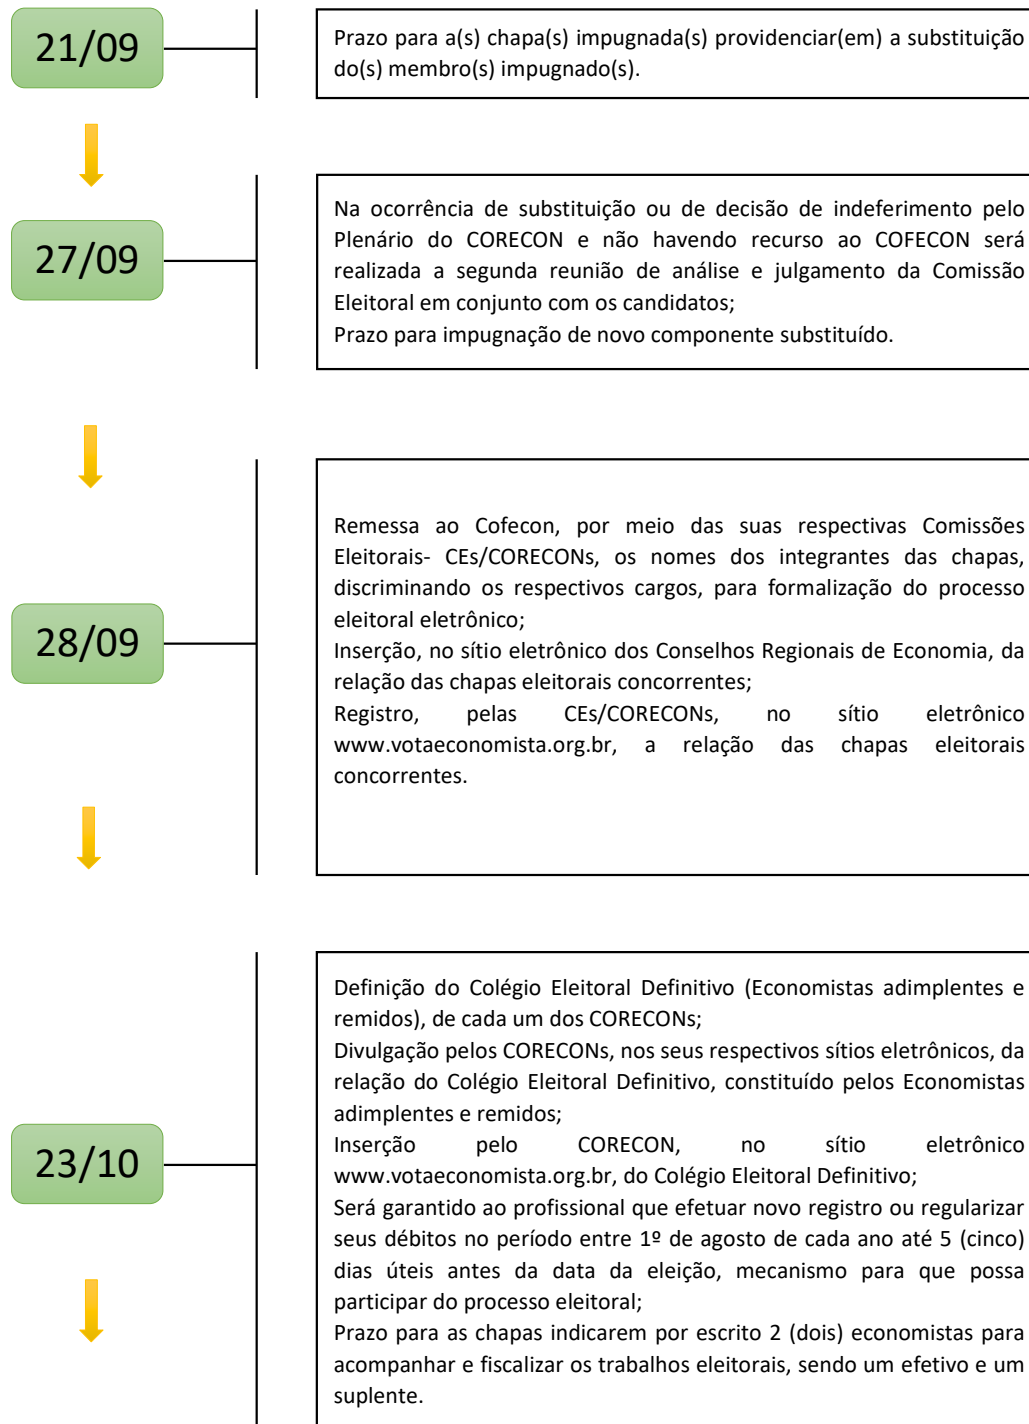 21/09
Prazo para a(s) chapa(s) impugnada(s) providenciar(em) a substituição
do(s) membro(s) impugnado(s).
27/09
Na ocorrência de substituição ou de decisão de indeferimento pelo
Plenário do CORECON e não havendo recurso ao COFECON será
realizada a segunda reunião de análise e julgamento da Comissão
Eleitoral em conjunto com os candidatos;
Prazo para impugnação de novo componente substituído.
28/09
Remessa ao Cofecon, por meio das suas respectivas Comissões
Eleitorais- CEs/CORECONs, os nomes dos integrantes das chapas,
discriminando os respectivos cargos, para formalização do processo
eleitoral eletrônico;
Inserção, no sítio eletrônico dos Conselhos Regionais de Economia, da
relação das chapas eleitorais concorrentes;
Registro, pelas CEs/CORECONs, no sítio eletrônico
www.votaeconomista.org.br, a relação das chapas eleitorais
concorrentes.
23/10
Definição do Colégio Eleitoral Definitivo (Economistas adimplentes e
remidos), de cada um dos CORECONs;
Divulgação pelos CORECONs, nos seus respectivos sítios eletrônicos, da
relação do Colégio Eleitoral Definitivo, constituído pelos Economistas
adimplentes e remidos;
Inserção pelo CORECON, no sítio eletrônico
www.votaeconomista.org.br, do Colégio Eleitoral Definitivo;
Será garantido ao profissional que efetuar novo registro ou regularizar
seus débitos no período entre 1º de agosto de cada ano até 5 (cinco)
dias úteis antes da data da eleição, mecanismo para que possa
participar do processo eleitoral;
Prazo para as chapas indicarem por escrito 2 (dois) economistas para
acompanhar e fiscalizar os trabalhos eleitorais, sendo um efetivo e um
suplente.